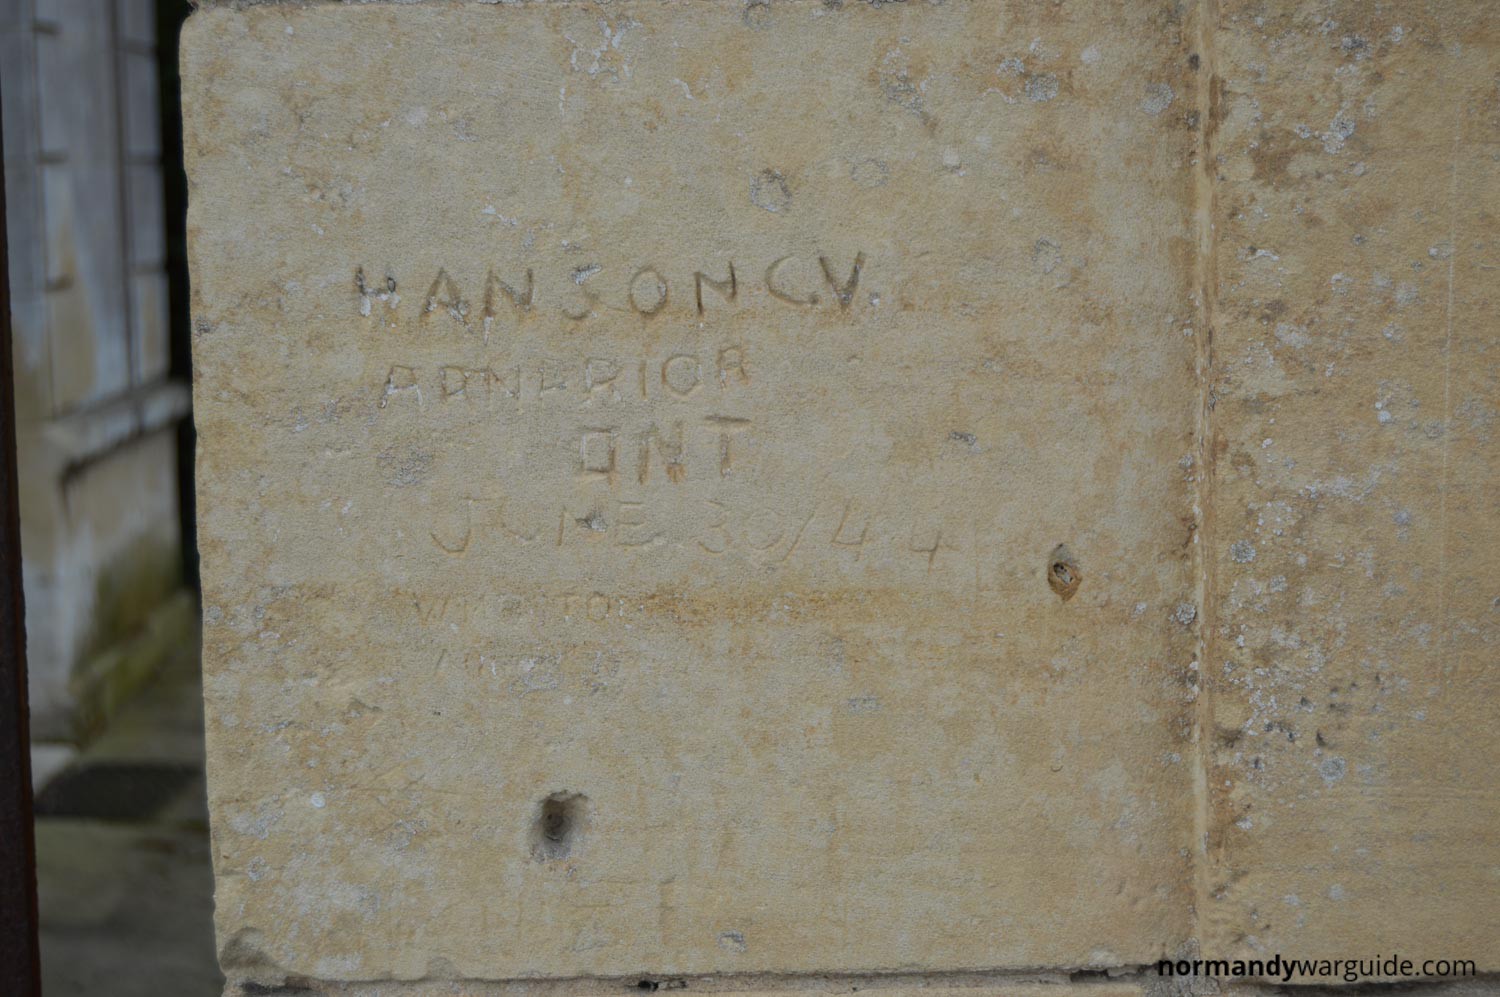 HANSON C.V.
ARNPRIOR
ONT
JUNE 30/44
normandywarguide.com